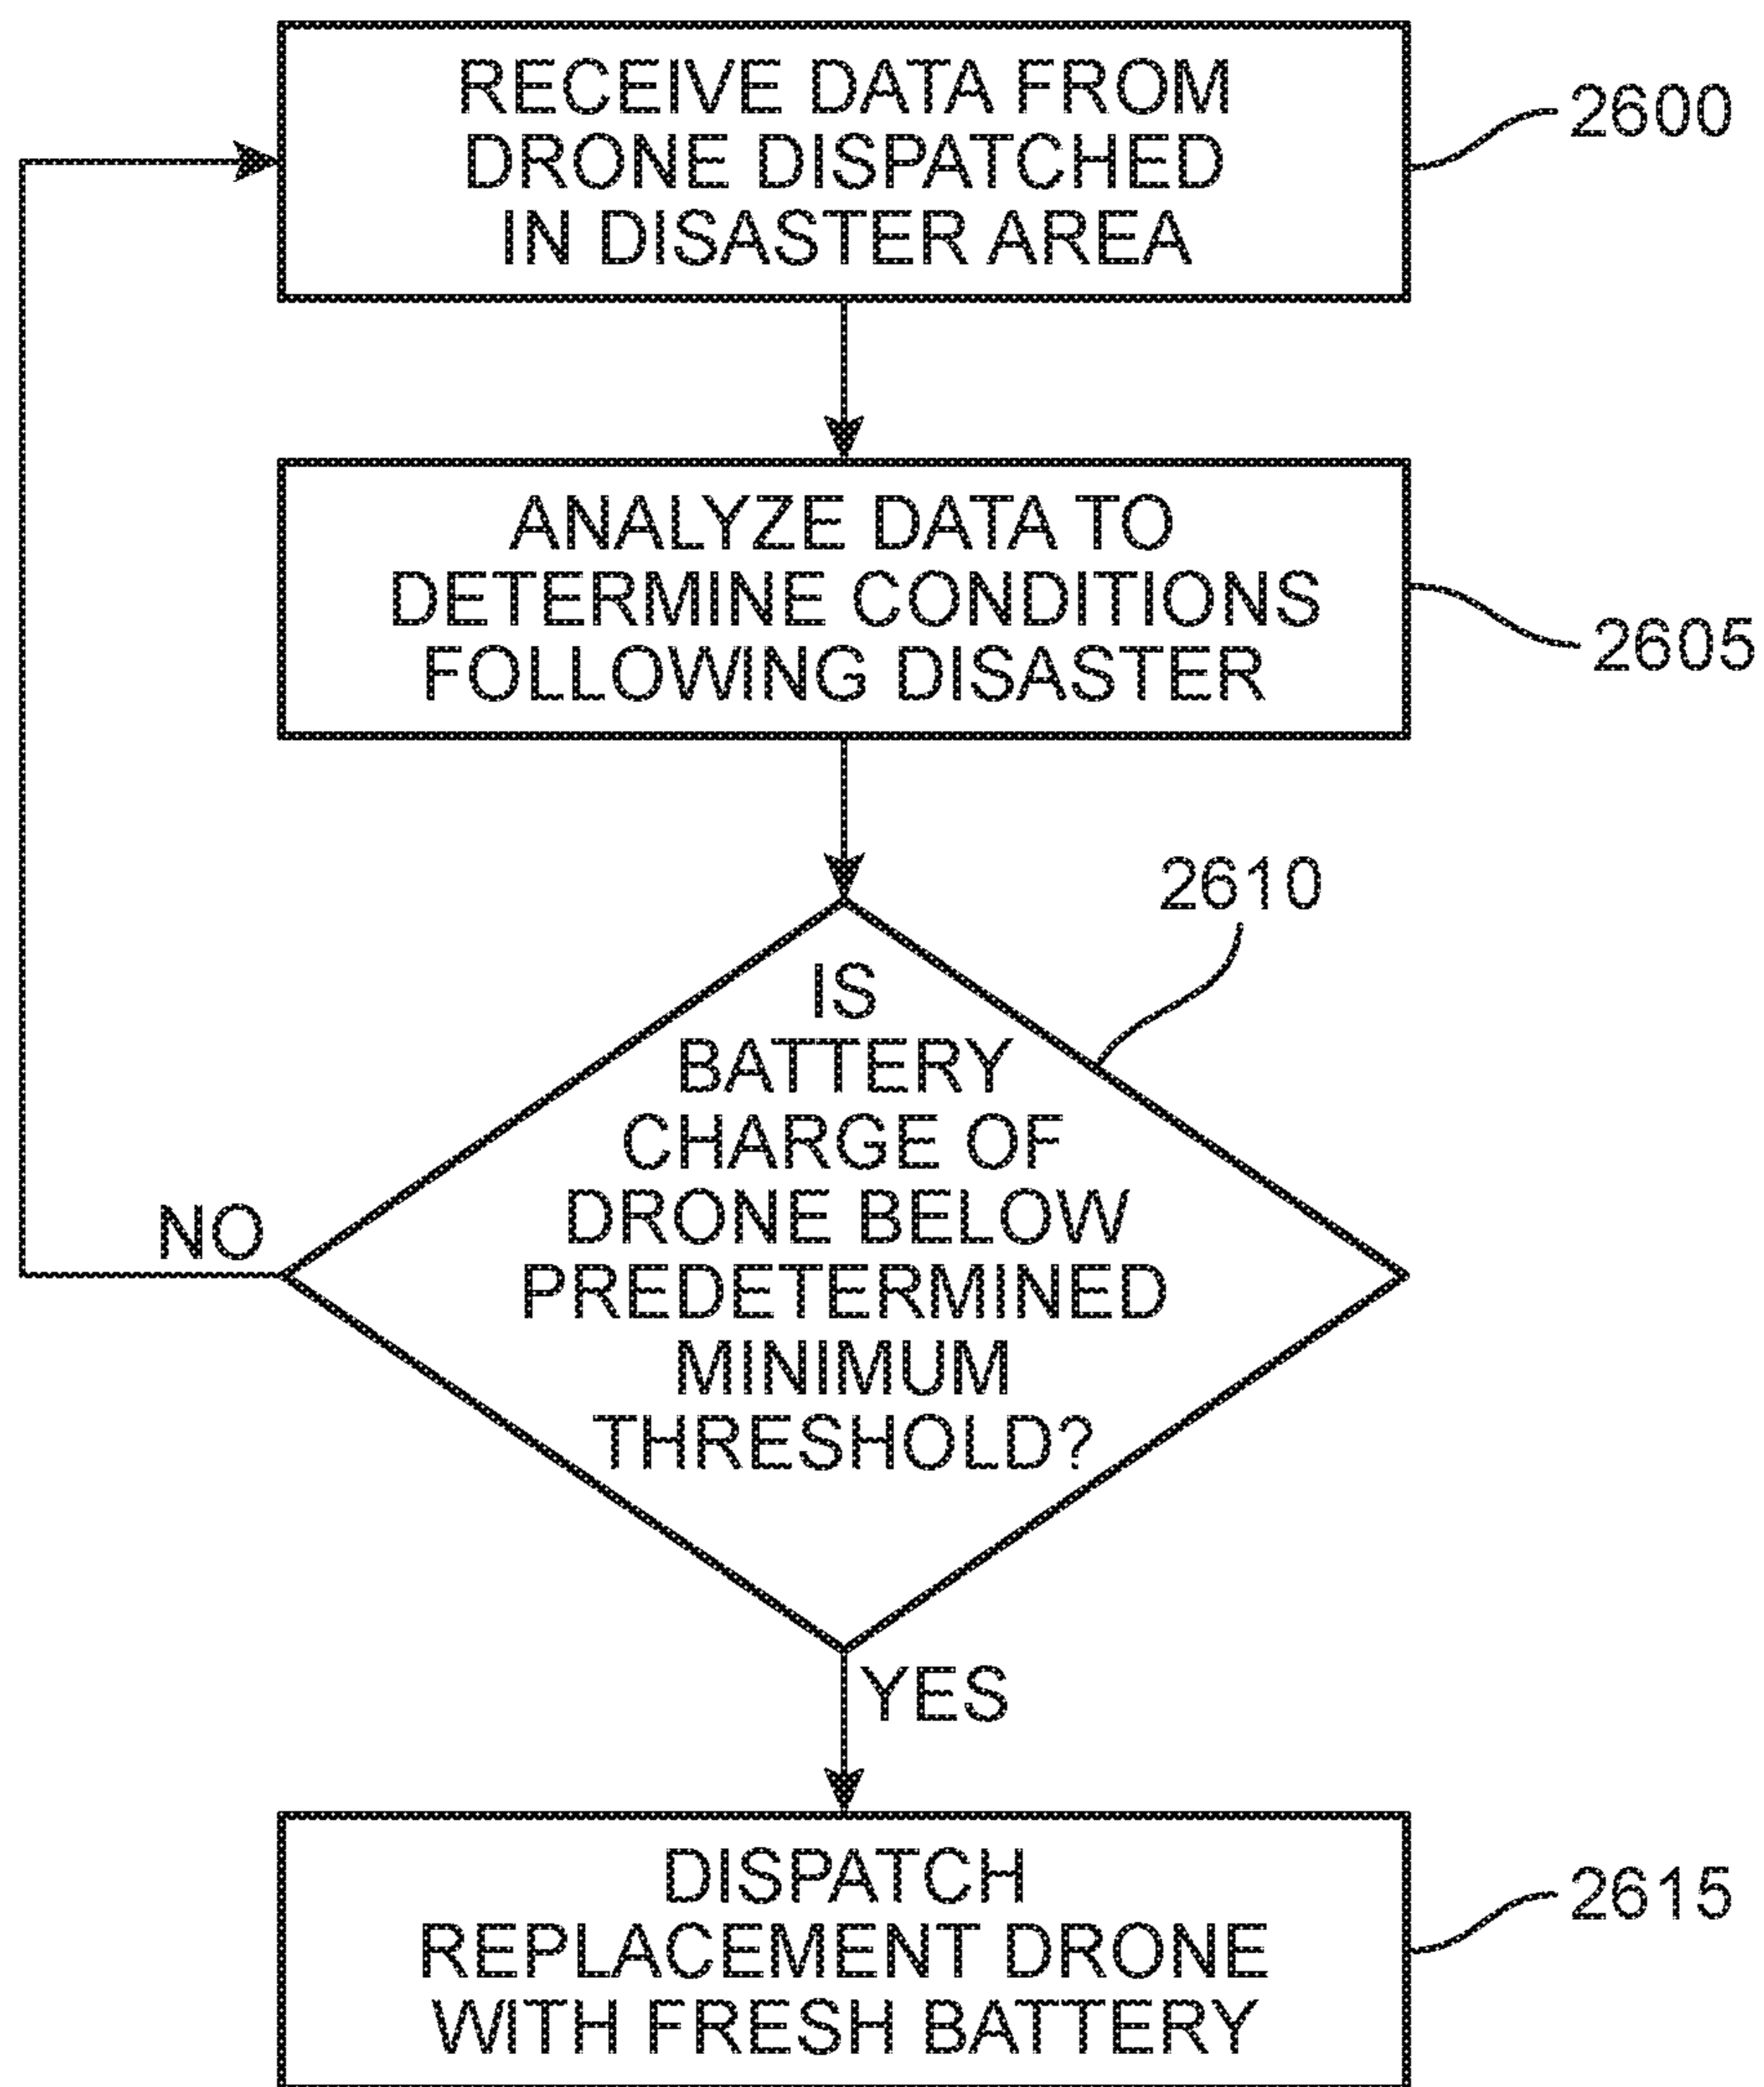 RECEIVE DATA FROM
DRONE DISPATCHED
IN DISASTER AREA
2600
ANALYZE DATA TO
DETERMINE CONDITIONS
FOLLOWING DISASTER
2605
2610
IS
BATTERY
CHARGE OF
DRONE BELOW
PREDETERMINED
MINIMUM
THRESHOLD?
NO
YES
DISPATCH
REPLACEMENT DRONE
WITH FRESH BATTERY
2615